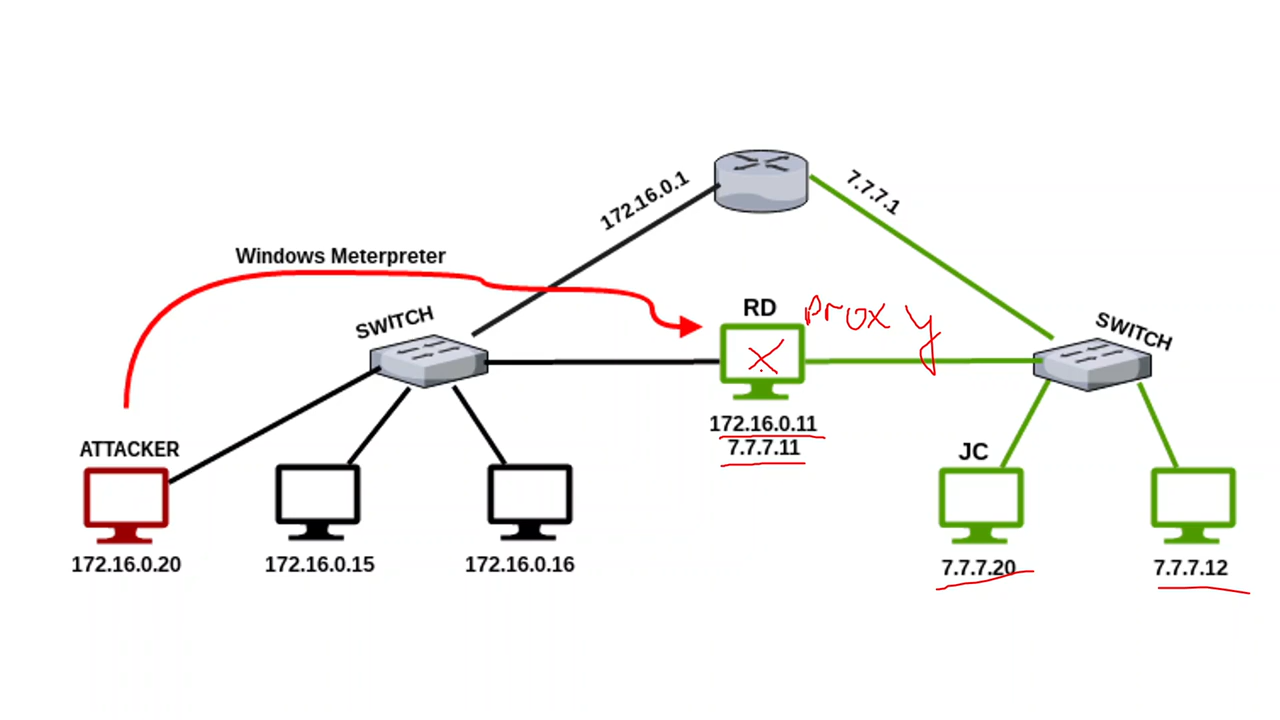 172.16.0.1
7.7.7.1
Windows Meterpreter
SWITCH
RD
proxy
SWITCH
172.16.0.11
7.7.7.11
ATTACKER
JC
172.16.0.20
172.16.0.15
172.16.0.16
7.7.7.20
7.7.7.12